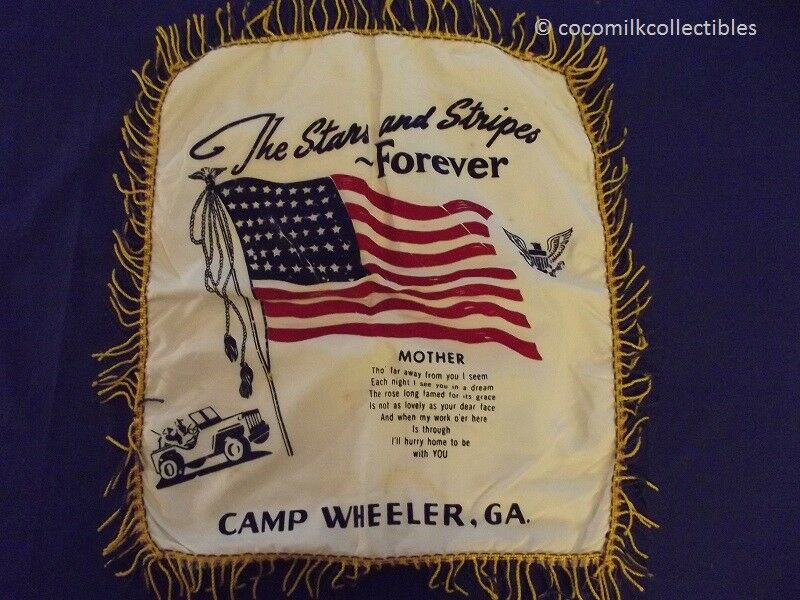 © cocomilkcollectibles
The Stars and Stripes
~Forever
MOTHER
Tho' far away from you I seem
Each night I see you in a dream
The rose long famed for its grace
Is not as lovely as your dear face
And when my work o'er here
Is through
I'll hurry home to be
with YOU
CAMP WHEELER, GA.